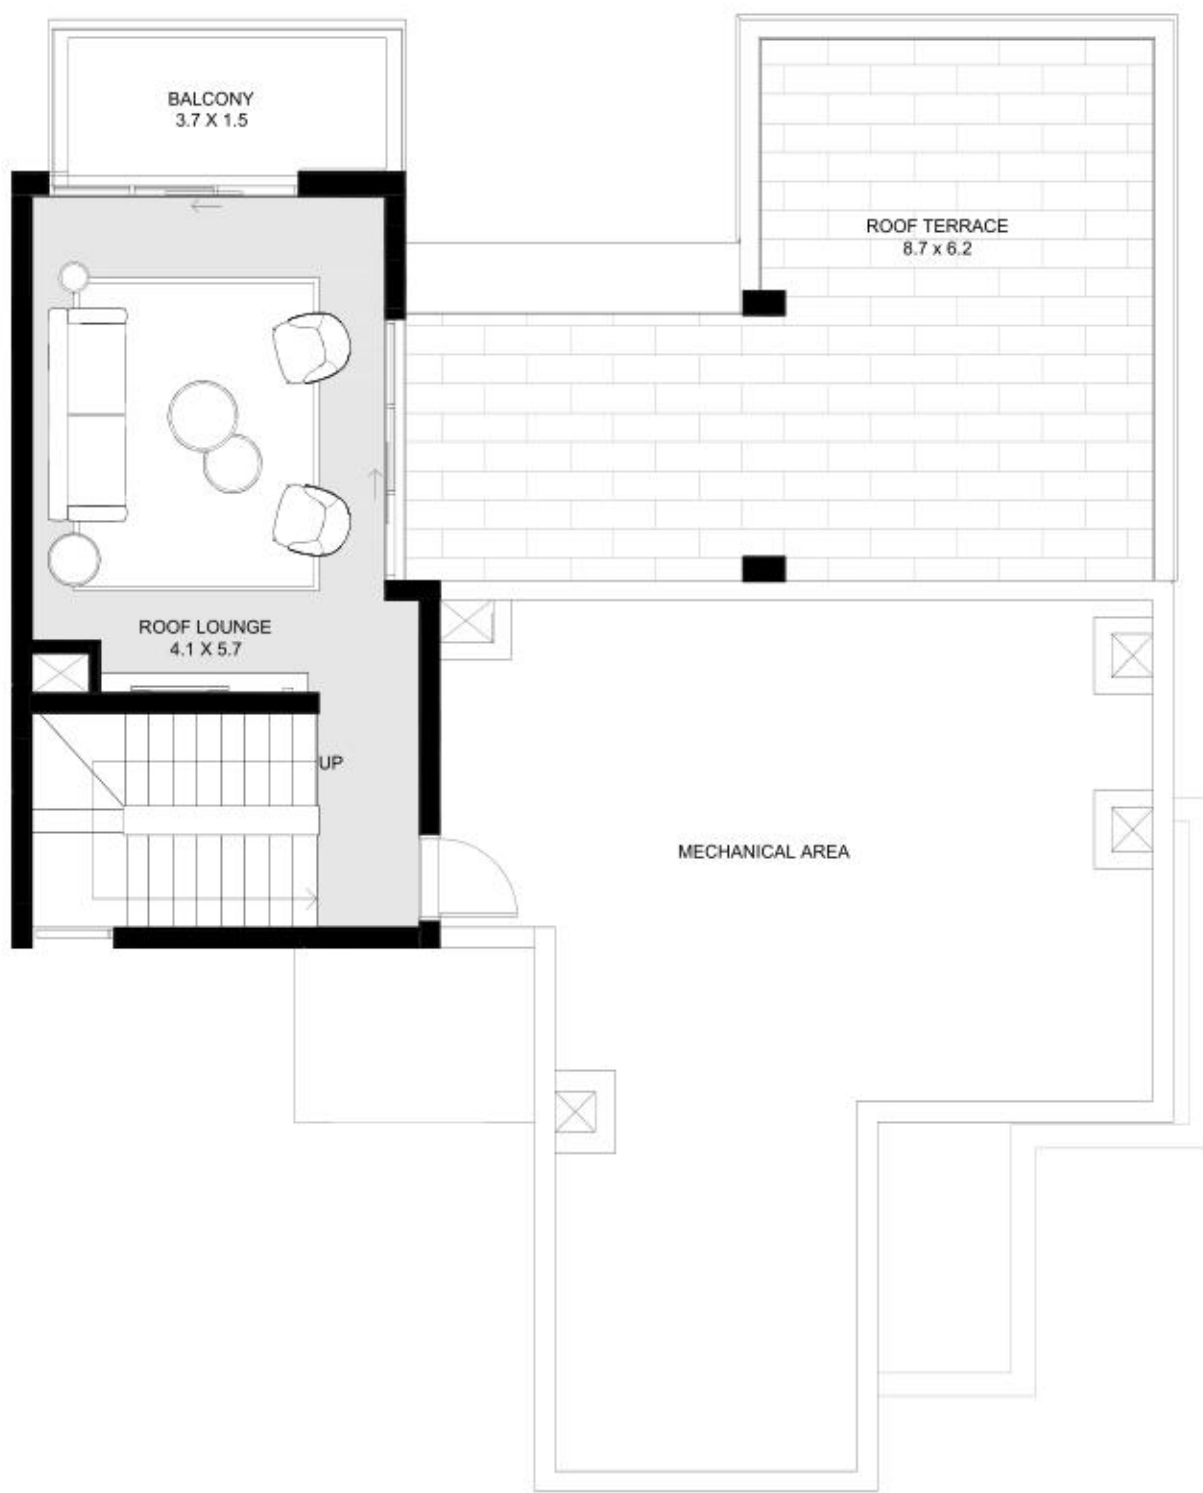 BALCONY
3.7 X 1.5
ROOF TERRACE
8.7 x 6.2
ROOF LOUNGE
4.1 X 5.7
UP
MECHANICAL AREA